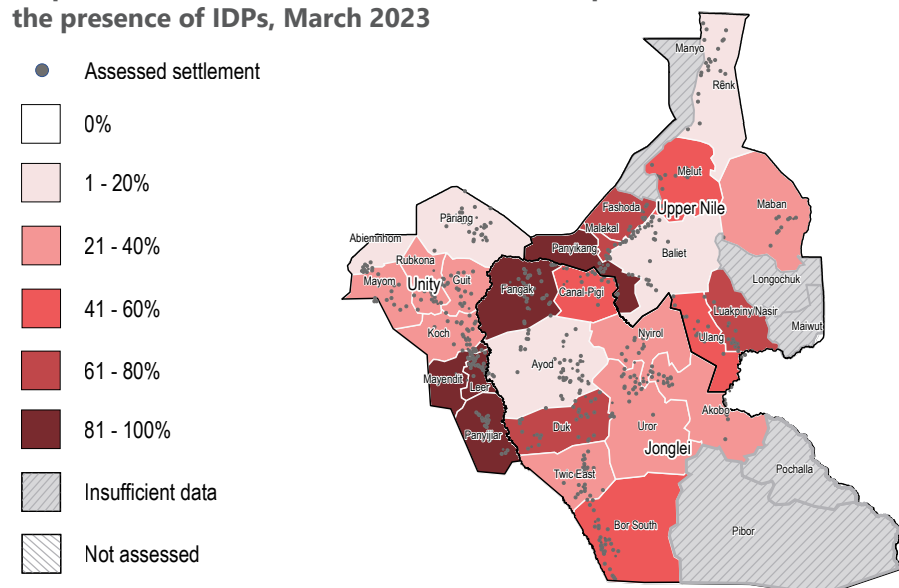 the presence of IDPs, March 2023
Assessed settlement
0%
1 - 20%
21 - 40%
41 - 60%
61 - 80%
81 - 100%
Insufficient data
Not assessed
Manyo
Renk
Melut
Maban
Fashoda
Upper Nile
Malakal
Panyikang
Baliet
Longochuk
Luakpiny/Nasir
Maiwut
Ulang
Pariang
Abiemnhom
Rubkona
Mayom
Unity
Guit
Koch
Mayendit
Leer
Panyijiar
Fangak
Canal-Pigi
Nyirol
Ayod
Duk
Uror
Akobo
Jonglei
Twic East
Bor South
Pochalla
Pibor